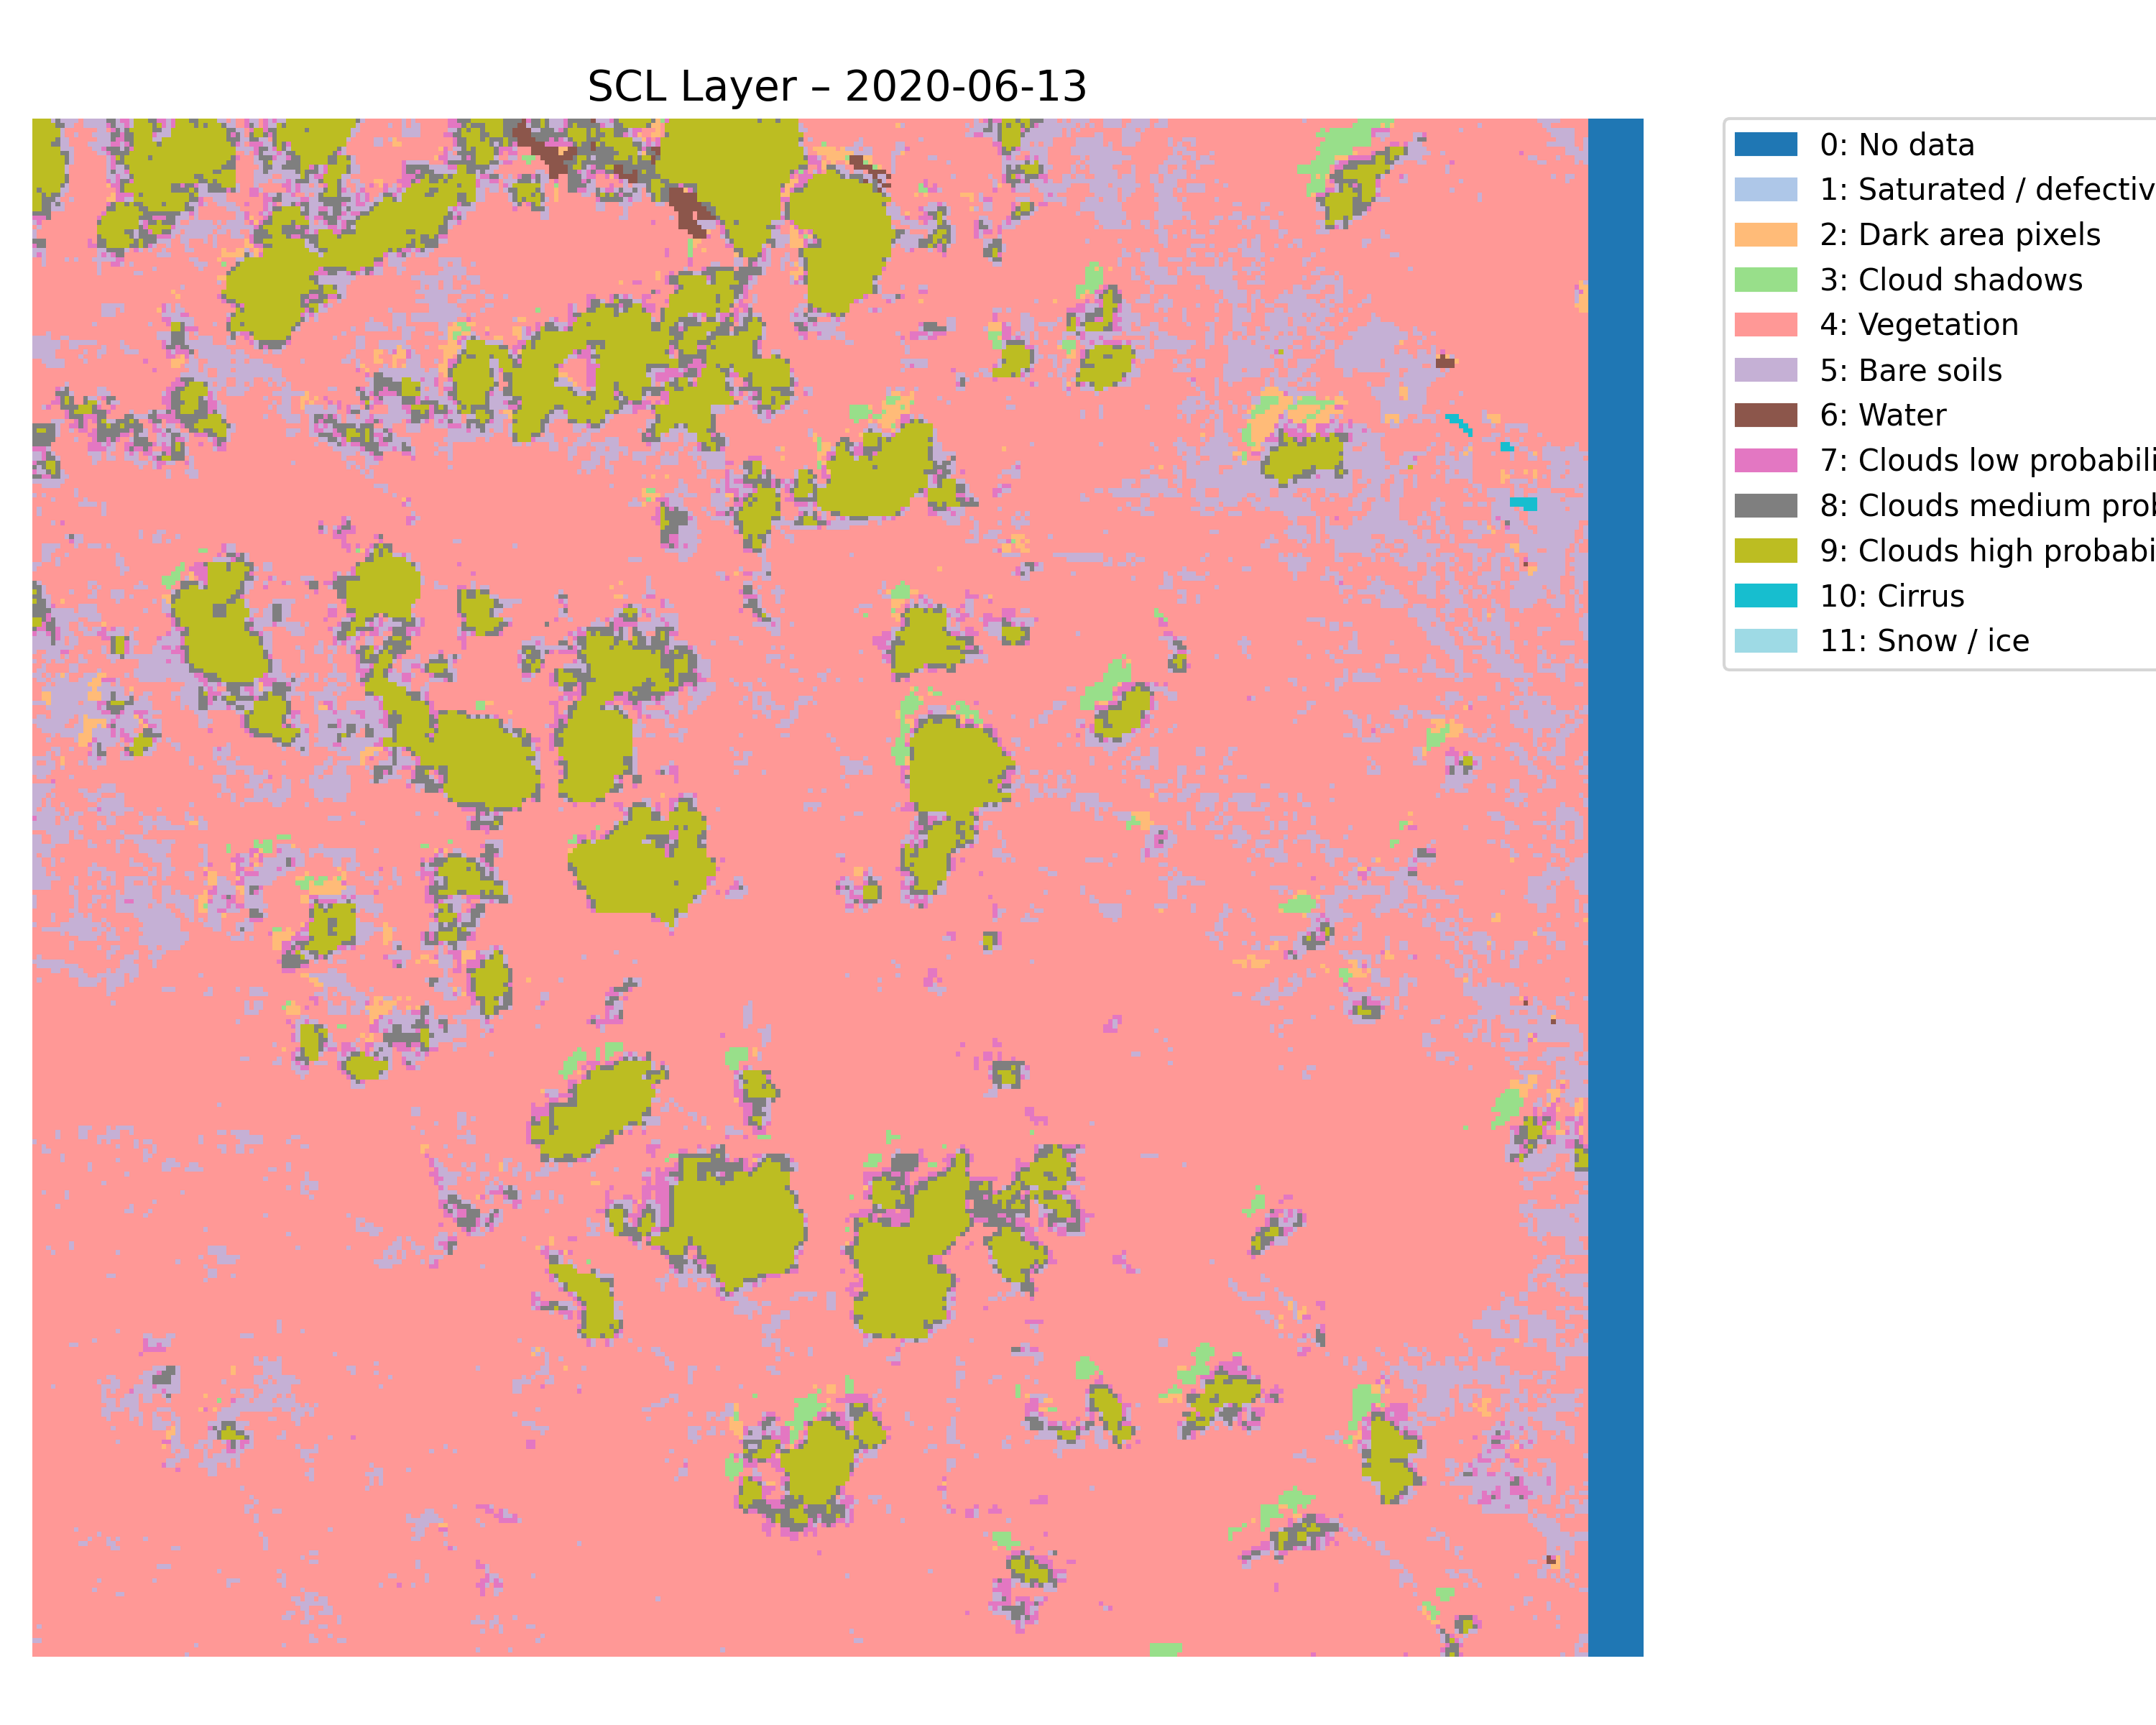 SCL Layer – 2020-06-13
0: No data
1: Saturated / defectiv
2: Dark area pixels
3: Cloud shadows
4: Vegetation
5: Bare soils
6: Water
7: Clouds low probabili
8: Clouds medium prob
9: Clouds high probabi
10: Cirrus
11: Snow / ice